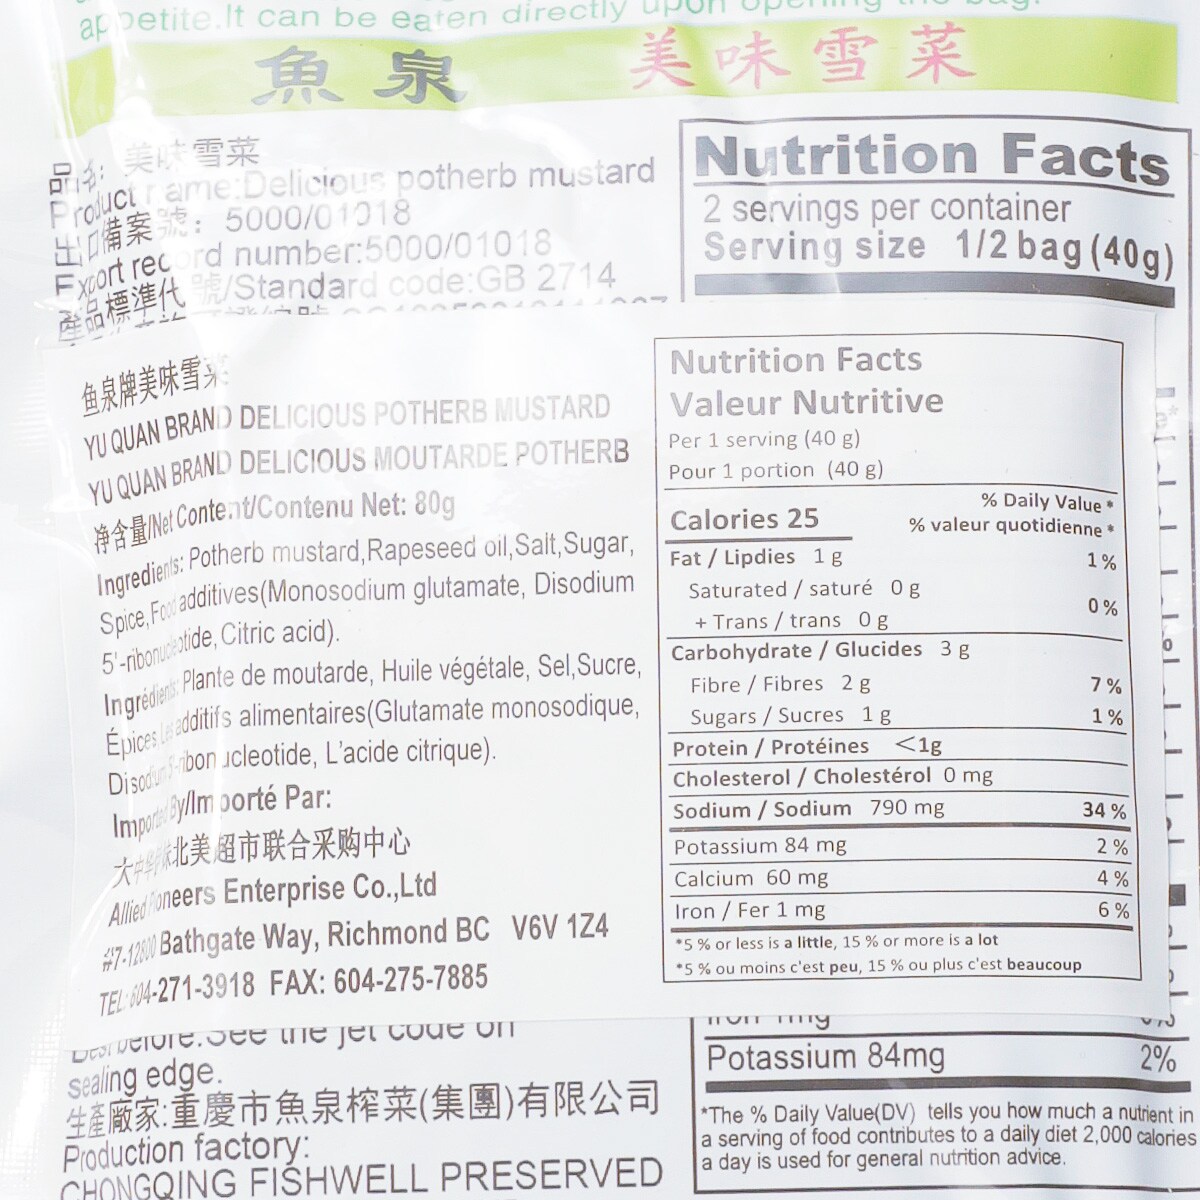 appetite.It can be eaten directly upon opening the bag.
魚泉 美味雪菜
品名: 美味雪菜
Product name:Delicious potherb mustard
出口備案號: 5000/01018
Export record number:5000/01018
產品標準代號/Standard code:GB 2714
Nutrition Facts
2 servings per container
Serving size 1/2 bag (40g)
鱼泉牌美味雪菜
YU QUAN BRAND DELICIOUS POTHERB MUSTARD
YU QUAN BRAND DELICIOUS MOUTARDE POTHERB
净含量/Net Content/Contenu Net: 80g
Ingredients: Potherb mustard,Rapeseed oil,Salt,Sugar,
Spice,Food additives(Monosodium glutamate, Disodium
5'-ribonucleotide, Citric acid).
Ingrédients: Plante de moutarde, Huile végétale, Sel,Sucre,
Épices,Les additifs alimentaires(Glutamate monosodique,
Disodium 5'-ribonucleotide, L'acide citrique).
Imported By/Importé Par:
大中华 北美超市联合采购中心
Allied Pioneers Enterprise Co.,Ltd
#7-12800 Bathgate Way, Richmond BC V6V 1Z4
TEL: 604-271-3918 FAX: 604-275-7885
Nutrition Facts
Valeur Nutritive
Per 1 serving (40 g)
Pour 1 portion (40 g)
% Daily Value *
Calories 25 % valeur quotidienne *
Fat / Lipdies 1 g 1 %
Saturated / saturé 0 g
+ Trans / trans 0 g 0 %
Carbohydrate / Glucides 3 g
Fibre / Fibres 2 g 7 %
Sugars / Sucres 1 g 1 %
Protein / Protéines <1g
Cholesterol / Cholestérol 0 mg
Sodium / Sodium 790 mg 34 %
Potassium 84 mg 2 %
Calcium 60 mg 4 %
Iron / Fer 1 mg 6 %
*5 % or less is a little, 15 % or more is a lot
*5 % ou moins c'est peu, 15 % ou plus c'est beaucoup
Best before:See the jet code on
sealing edge.
生產廠家:重慶市魚泉榨菜(集團)有限公司
Production factory:
CHONGQING FISHWELL PRESERVED
Iron 1mg
Potassium 84mg 2%
*The % Daily Value(DV) tells you how much a nutrient in
a serving of food contributes to a daily diet 2,000 calories
a day is used for general nutrition advice.